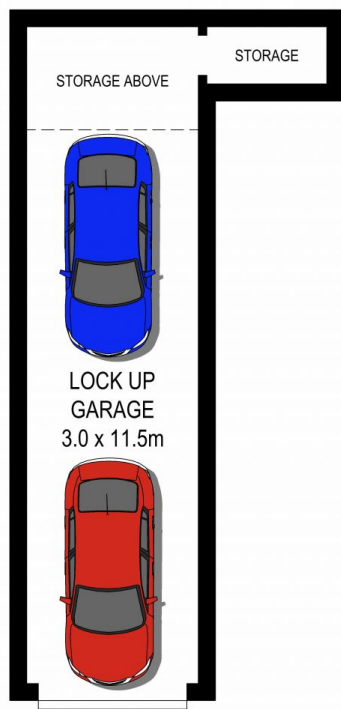 STORAGE
STORAGE ABOVE
LOCK UP
GARAGE
3.0 x 11.5m